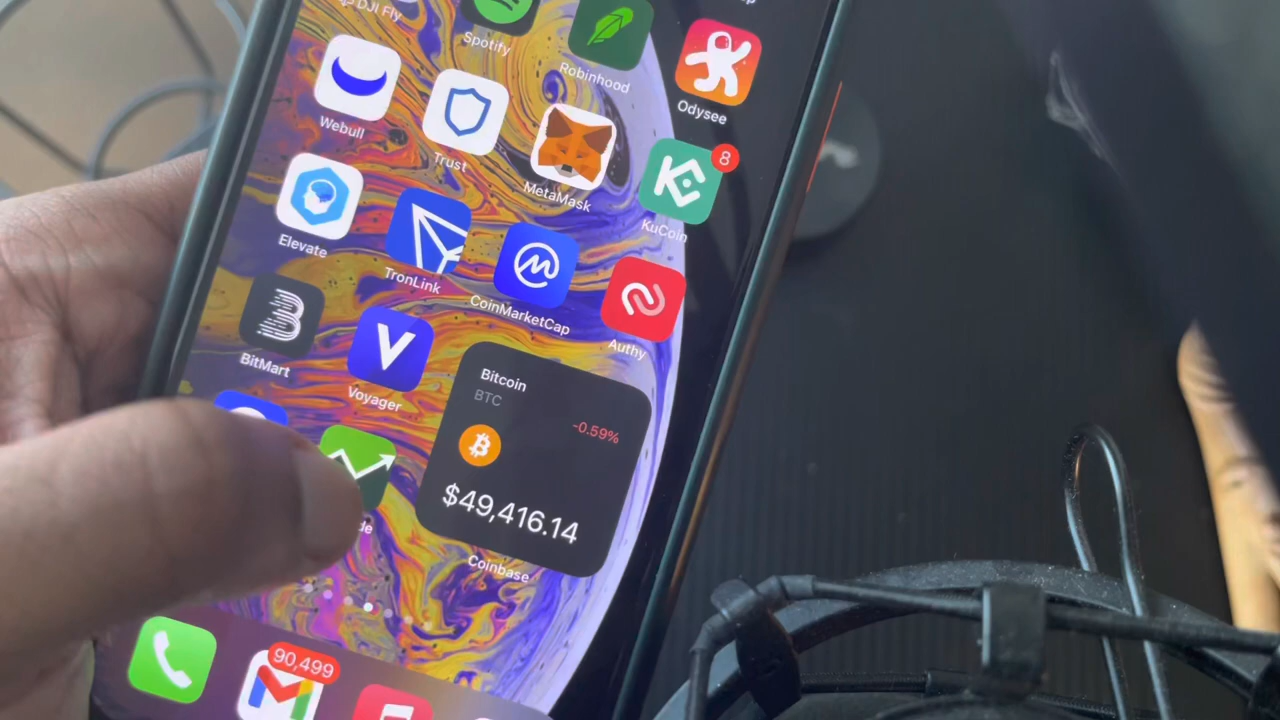 DJI Fly
Spotify
Robinhood
Odysee
Webull
Trust
MetaMask
8
KuCoin
Elevate
TronLink
CoinMarketCap
Authy
BitMart
V
Voyager
Bitcoin
BTC
-0.59%
$49,416.14
Coinbase
90,499